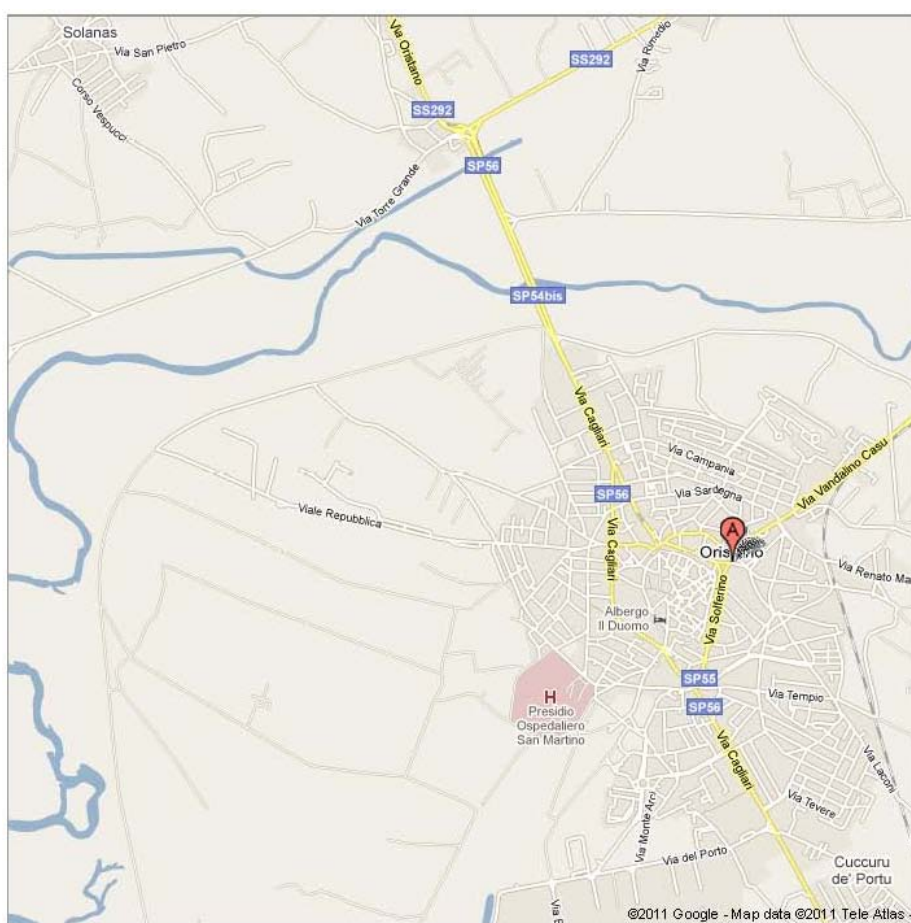 Solanas
Via San Pietro
Corso Vespucci
Via Oristano
SS292
SS292
Via Rimedio
SP56
Via Torre Grande
SP54bis
Via Cagliari
Via Campania
Via Sardegna
SP56
Via Vandalino Casu
Viale Repubblica
Via Cagliari
A
Via Renato
Albergo
Il Duomo
Via Solferino
SP55
SP56
H
Presidio
Ospedaliero
San Martino
Via Tempio
Via Cagliari
Via Laconi
Via Tevere
Via Monte Arci
Via del Porto
Cuccuru
de' Portu
©2011 Google - Map data ©2011 Tele Atlas -